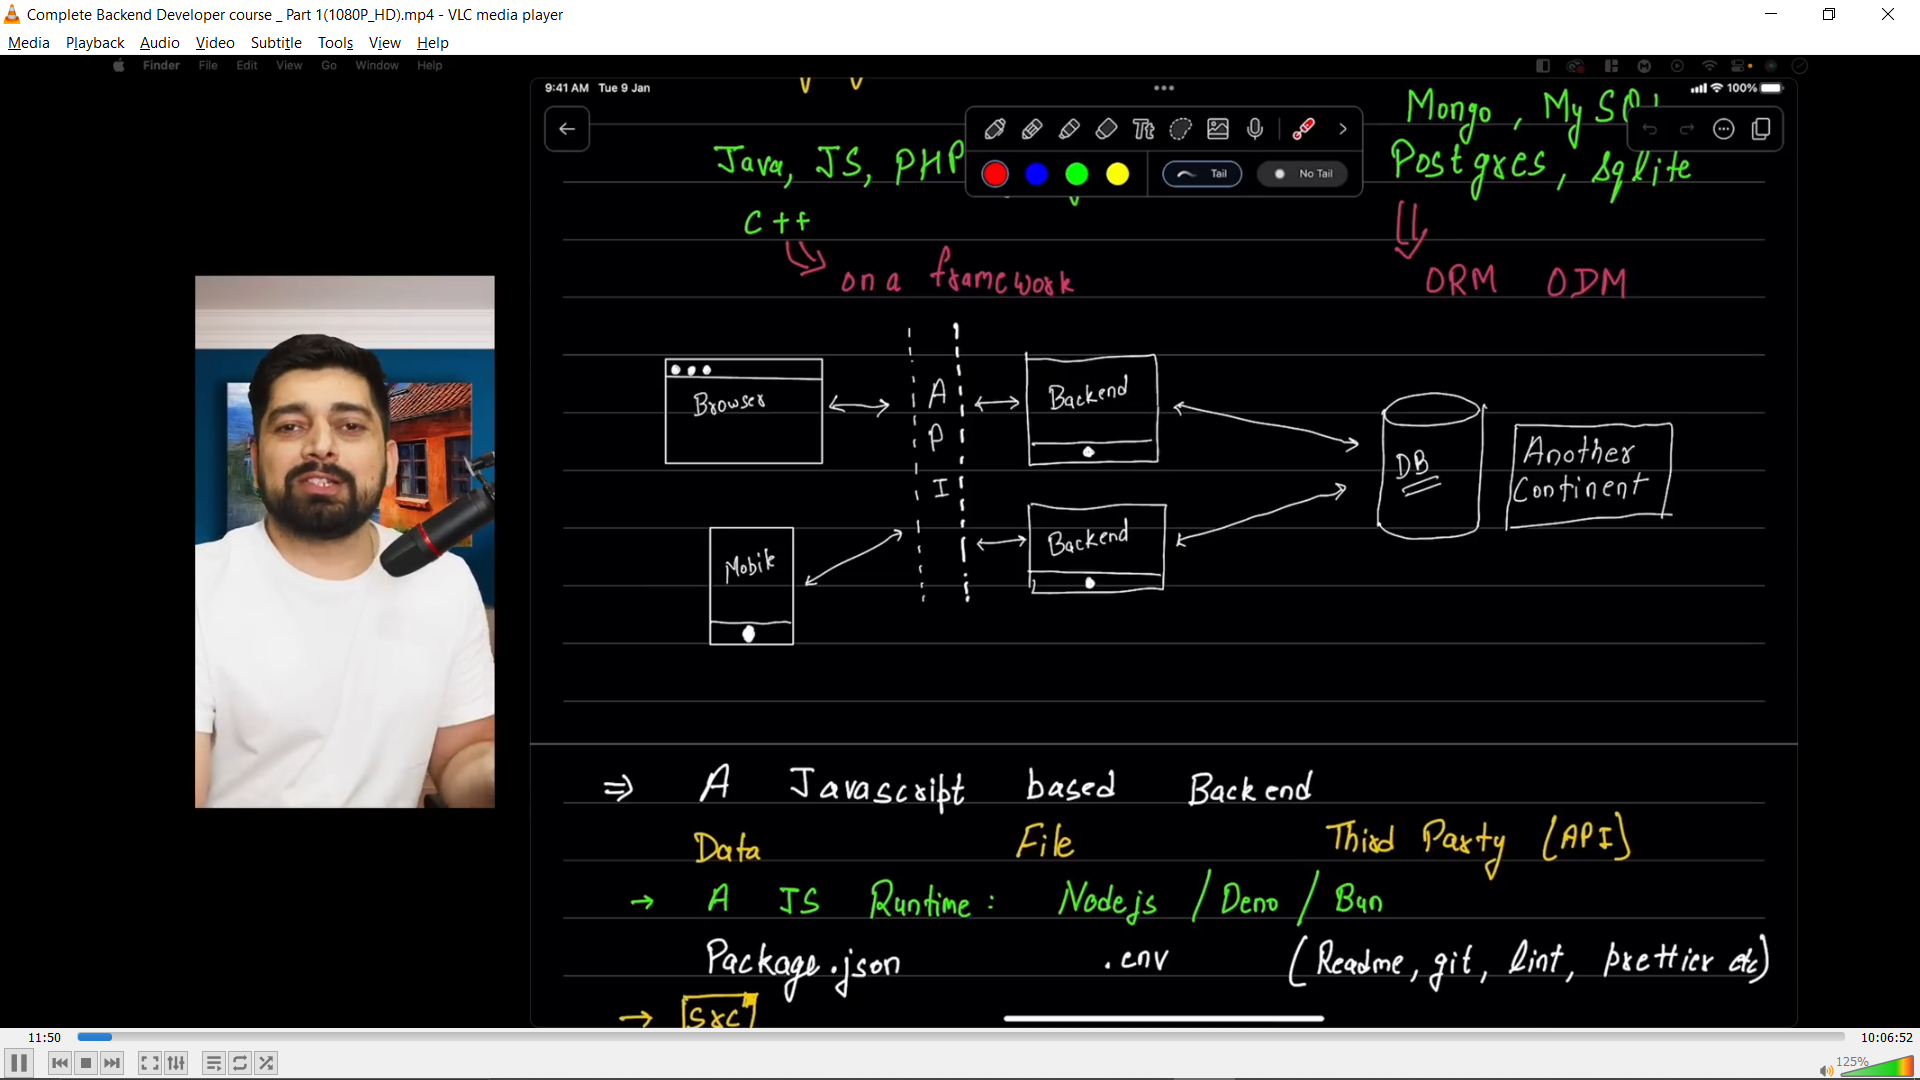 Complete Backend Developer course _ Part 1(1080P_HD).mp4 - VLC media player
Media Playback Audio Video Subtitle Tools View Help
Finder File Edit View Go Window Help
9:41 AM Tue 9 Jan
100%
Mongo, My
Java, JS, PHP
Tt
Postgres, sqlite
Tail
No Tail
C++
on a framework
ORM ODM
Browser
API
Backend
DB
Another
Continent
Mobile
Backend
⇒ A Javascript based Backend
Data File Third Party (API)
→ A JS Runtime: Nodejs / Deno / Bun
Package.json .env (Readme, git, lint, prettier etc)
→ src
11:50
10:06:52
125%